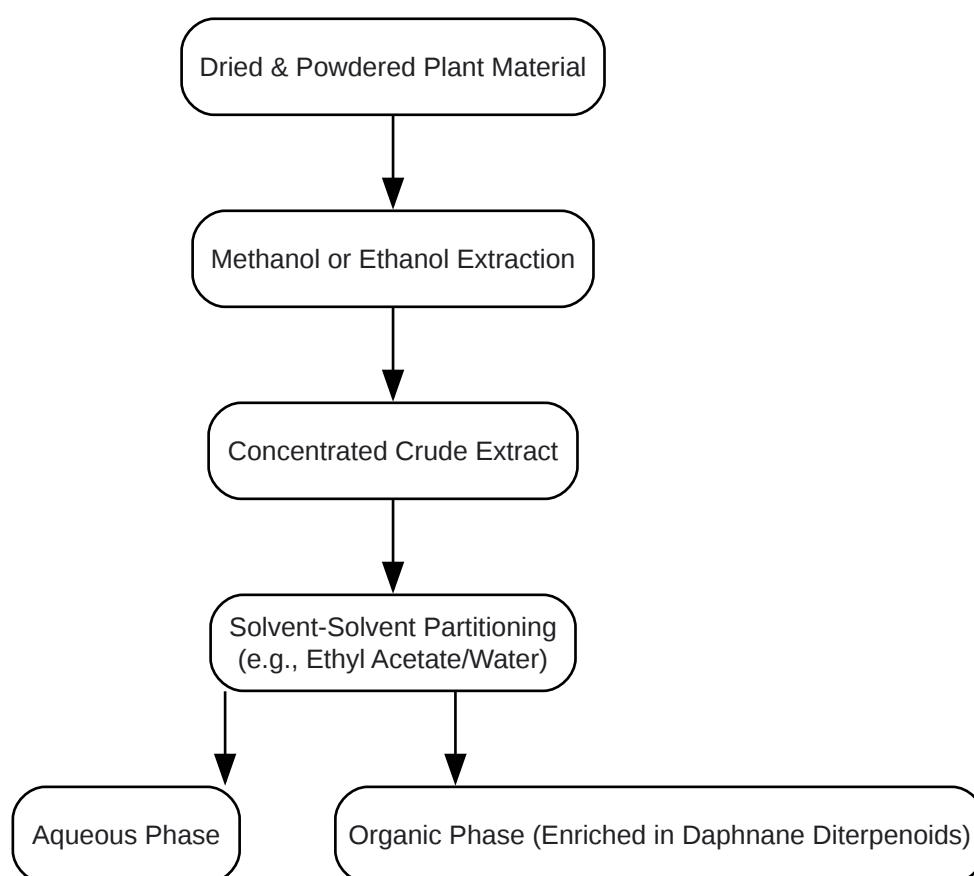 Dried & Powdered Plant Material
Methanol or Ethanol Extraction
Concentrated Crude Extract
Solvent-Solvent Partitioning
(e.g., Ethyl Acetate/Water)
Aqueous Phase
Organic Phase (Enriched in Daphnane Diterpenoids)